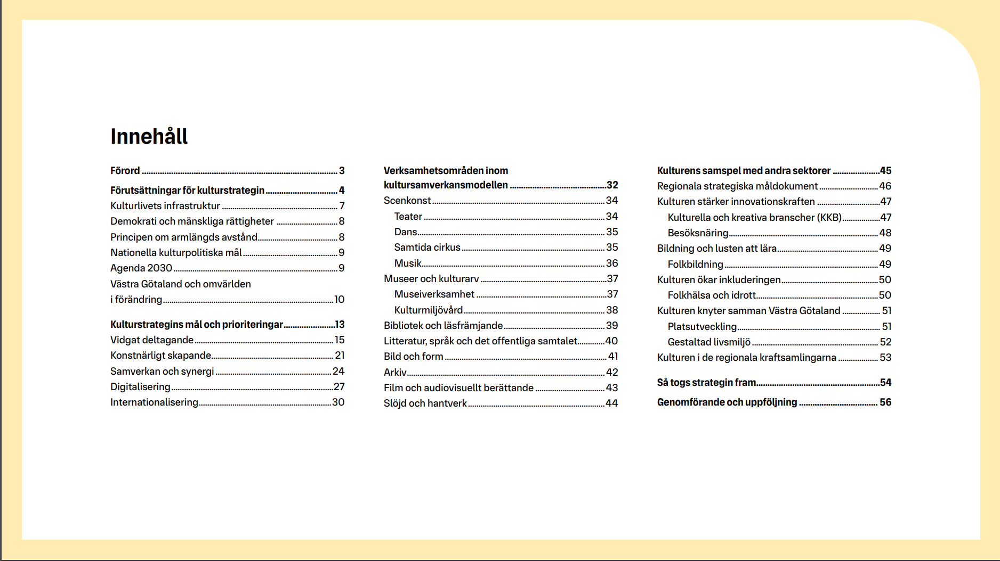 Innehåll
Förord 3
Förutsättningar för kulturstrategin 4
Kulturlivets infrastruktur 7
Demokrati och mänskliga rättigheter 8
Principen om armlängds avstånd 8
Nationella kulturpolitiska mål 9
Agenda 2030 9
Västra Götaland och omvärlden
i förändring 10
Kulturstrategins mål och prioriteringar 13
Vidgat deltagande 15
Konstnärligt skapande 21
Samverkan och synergi 24
Digitalisering 27
Internationalisering 30
Verksamhetsområden inom
kultursamverkansmodellen 32
Scenkonst 34
Teater 34
Dans 35
Samtida cirkus 35
Musik 36
Museer och kulturarv 37
Museiverksamhet 37
Kulturmiljövård 38
Bibliotek och läsfrämjande 39
Litteratur, språk och det offentliga samtalet 40
Bild och form 41
Arkiv 42
Film och audiovisuellt berättande 43
Slöjd och hantverk 44
Kulturens samspel med andra sektorer 45
Regionala strategiska måldokument 46
Kulturen stärker innovationskraften 47
Kulturella och kreativa branscher (KKB) 47
Besöksnäring 48
Bildning och lusten att lära 49
Folkbildning 49
Kulturen ökar inkluderingen 50
Folkhälsa och idrott 50
Kulturen knyter samman Västra Götaland 51
Platsutveckling 51
Gestaltad livsmiljö 52
Kulturen i de regionala kraftsamlingarna 53
Så togs strategin fram 54
Genomförande och uppföljning 56